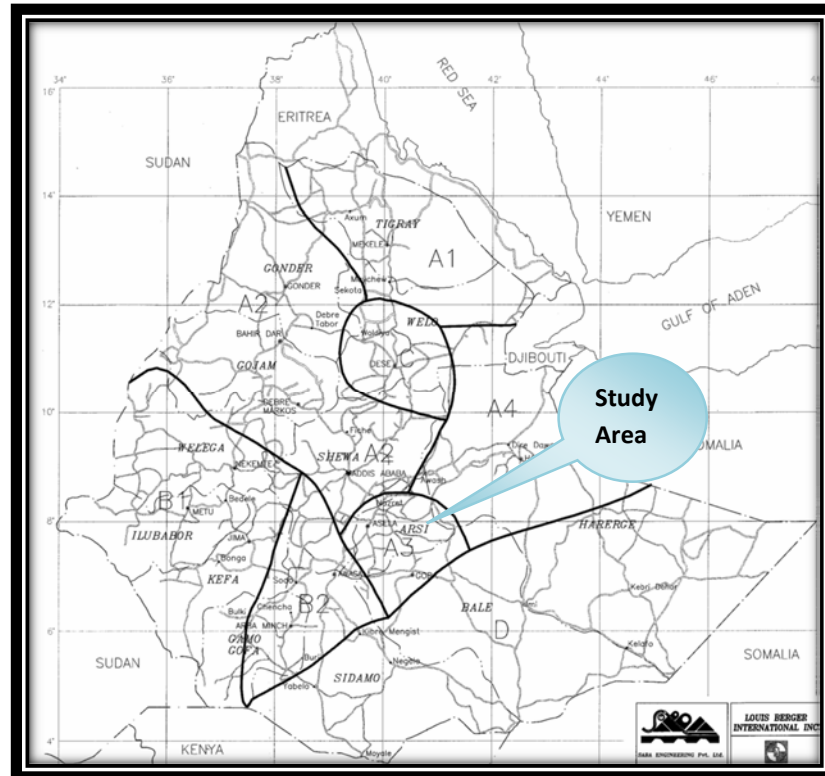 34°
36°
38°
40°
42°
44°
46°
48
RED SEA
16°
ERITREA
SUDAN
14°
YEMEN
Axum
TIGRAY
MEKELE
A1
GONDER
Maychew
GONDER
Sekota
A2
12°
GULF OF ADEN
Debre
Tabor
WELO
Woldiya
BAHIR DAR
DESE
C
DJIBOUTI
GOJAM
Study
Area
10°
DEBRE
MARKOS
A4
Fiche
WELEGA
SHEWA
A2
Dire Dawa
SOMALIA
NEKEMTE
ADDIS ABABA
Awash
B1
METU
Bedele
Nazret
8°
ASELA
ARSI
HARERGE
ILUBABOR
JIMA
A3
Bonga
KEFA
Sodo
GOB
Kebri Dehar
Chencha
B2
BALE
Imi
Bulki
ARBA MINCH
D
6°
GAMO
GOFA
Kibre Mengist
Kelafo
SUDAN
Burji
Negele
SOMALIA
SIDAMO
Yabelo
4°
KENYA
Moyale
SABA ENGINEERING Pvt. Ltd.
LOUIS BERGER
INTERNATIONAL INC